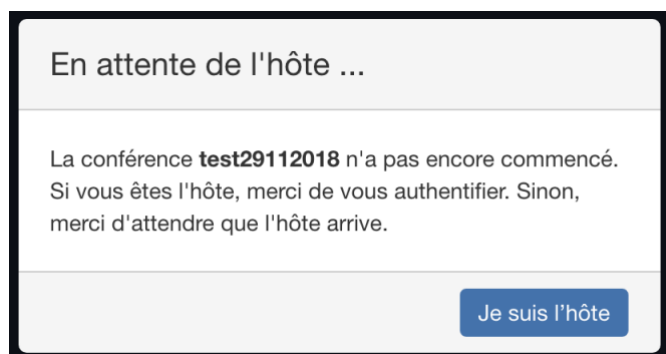 En attente de l'hôte ...
La conférence test29112018 n'a pas encore commencé.
Si vous êtes l'hôte, merci de vous authentifier. Sinon,
merci d'attendre que l'hôte arrive.
Je suis l’hôte